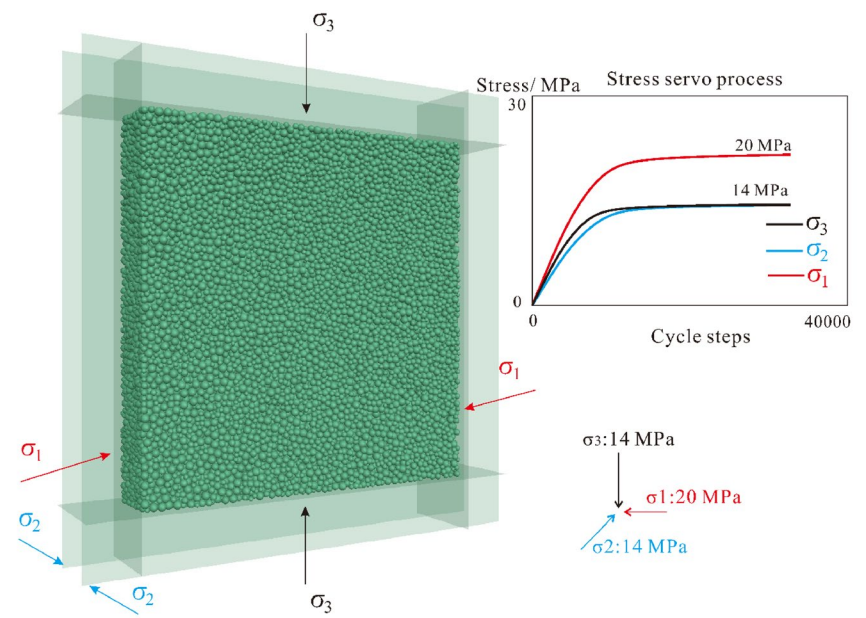 σ3
Stress/ MPa
Stress servo process
30
20 MPa
14 MPa
σ3
σ2
σ1
0
0
40000
Cycle steps
σ1
σ1
σ3:14 MPa
σ1:20 MPa
σ2:14 MPa
σ2
σ2
σ3